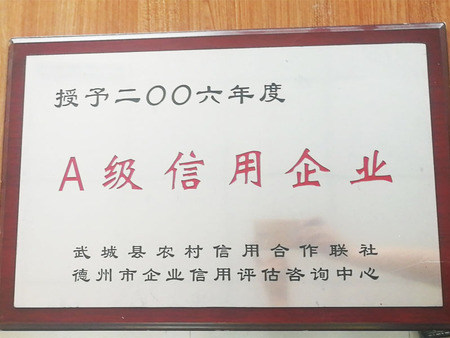 授予二〇〇六年度
A级信用企业
武城县农村信用合作联社
德州市企业信用评估咨询中心